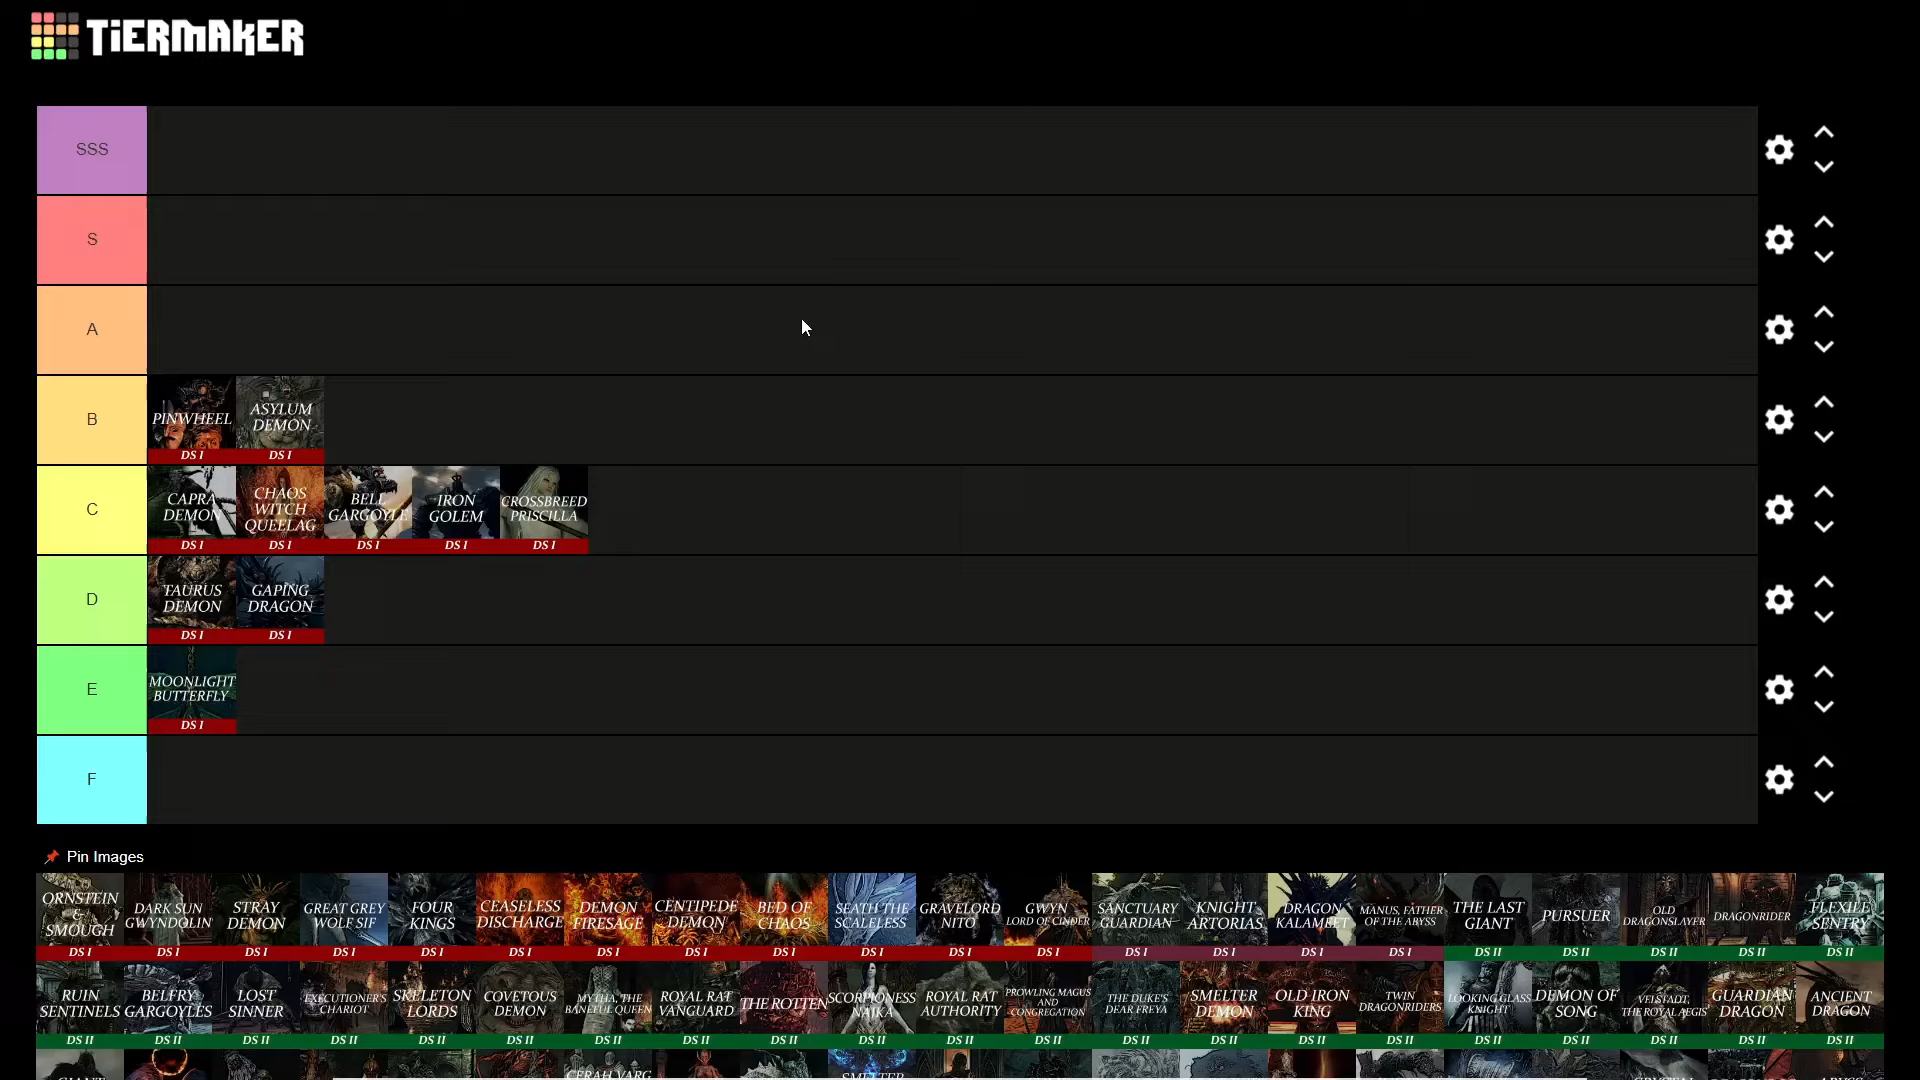 TiERMAKER
SSS
S
A
B
PINWHEEL
DS I
ASYLUM
DEMON
DS I
C
CAPRA
DEMON
DS I
CHAOS
WITCH
QUEELAG
DS I
BELL
GARGOYLE
DS I
IRON
GOLEM
DS I
CROSSBREED
PRISCILLA
DS I
D
TAURUS
DEMON
DS I
GAPING
DRAGON
DS I
E
MOONLIGHT
BUTTERFLY
DS I
F
Pin Images
ORNSTEIN
&
SMOUGH
DS I
DARK SUN
GWYNDOLIN
DS I
STRAY
DEMON
DS I
GREAT GREY
WOLF SIF
DS I
FOUR
KINGS
DS I
CEASELESS
DISCHARGE
DS I
DEMON
FIRESAGE
DS I
CENTIPEDE
DEMON
DS I
BED OF
CHAOS
DS I
SEATH THE
SCALELESS
DS I
GRAVELORD
NITO
DS I
GWYN
LORD OF CINDER
DS I
SANCTUARY
GUARDIAN
DS I
KNIGHT
ARTORIAS
DS I
DRAGON
KALAMEET
DS I
MANUS, FATHER
OF THE ABYSS
DS I
THE LAST
GIANT
DS II
PURSUER
DS II
OLD
DRAGONSLAYER
DS II
DRAGONRIDER
DS II
FLEXILE
SENTRY
DS II
RUIN
SENTINELS
DS II
BELFRY
GARGOYLES
DS II
LOST
SINNER
DS II
EXECUTIONER'S
CHARIOT
DS II
SKELETON
LORDS
DS II
COVETOUS
DEMON
DS II
MYTHA, THE
BANEFUL QUEEN
DS II
ROYAL RAT
VANGUARD
DS II
THE ROTTEN
DS II
SCORPIONESS
NAJKA
DS II
ROYAL RAT
AUTHORITY
DS II
PROWLING MAGUS
AND
CONGREGATION
DS II
THE DUKE'S
DEAR FREYA
DS II
SMELTER
DEMON
DS II
OLD IRON
KING
DS II
TWIN
DRAGONRIDERS
DS II
LOOKING GLASS
KNIGHT
DS II
DEMON OF
SONG
DS II
VELSTADT,
THE ROYAL AEGIS
DS II
GUARDIAN
DRAGON
DS II
ANCIENT
DRAGON
DS II